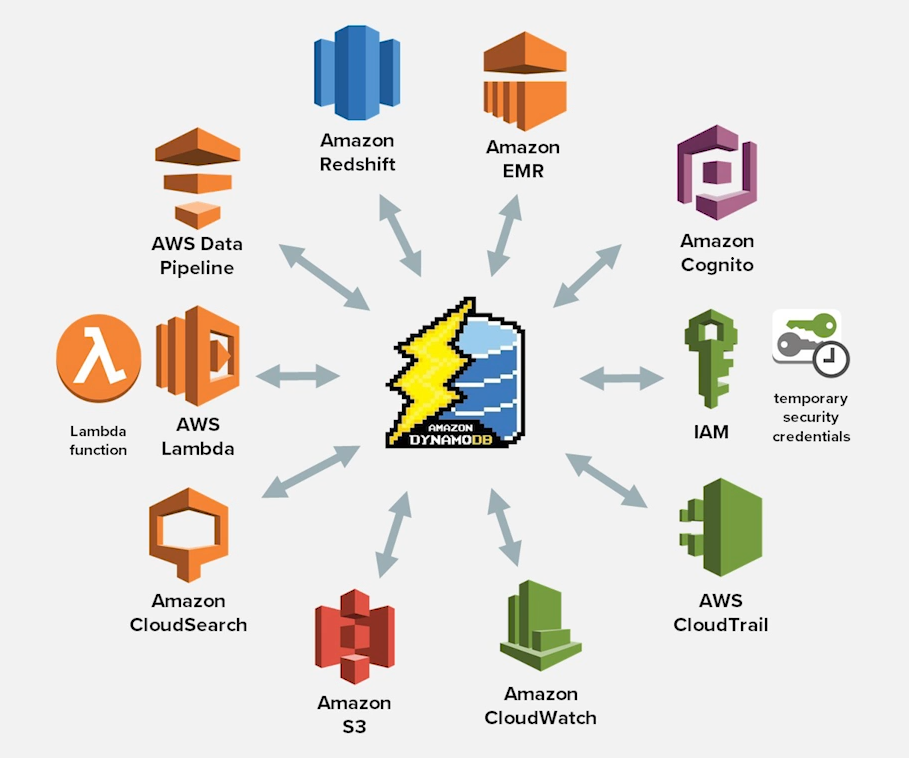 Amazon
Redshift
Amazon
EMR
AWS Data
Pipeline
Amazon
Cognito
λ
Lambda
function
AWS
Lambda
AMAZON
DYNAMODB
IAM
temporary
security
credentials
Amazon
CloudSearch
AWS
CloudTrail
Amazon
S3
Amazon
CloudWatch